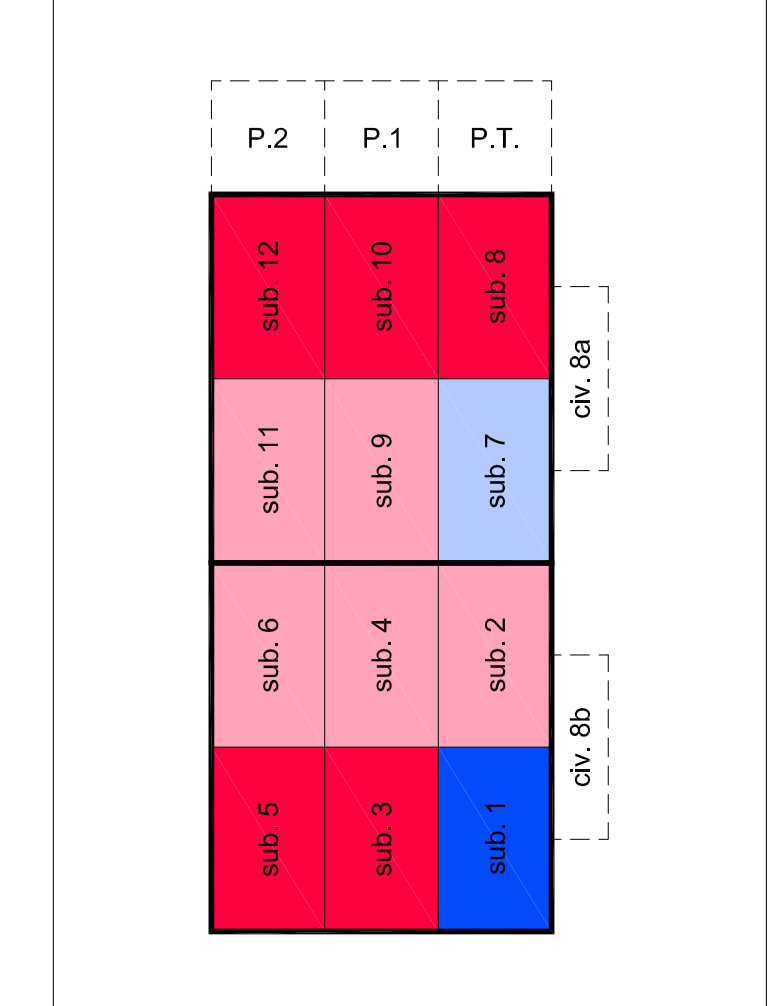 P.2 P.1 P.T.
sub. 12 sub. 10 sub. 8
civ. 8a
sub. 11 sub. 9 sub. 7
sub. 6 sub. 4 sub. 2
civ. 8b
sub. 5 sub. 3 sub. 1